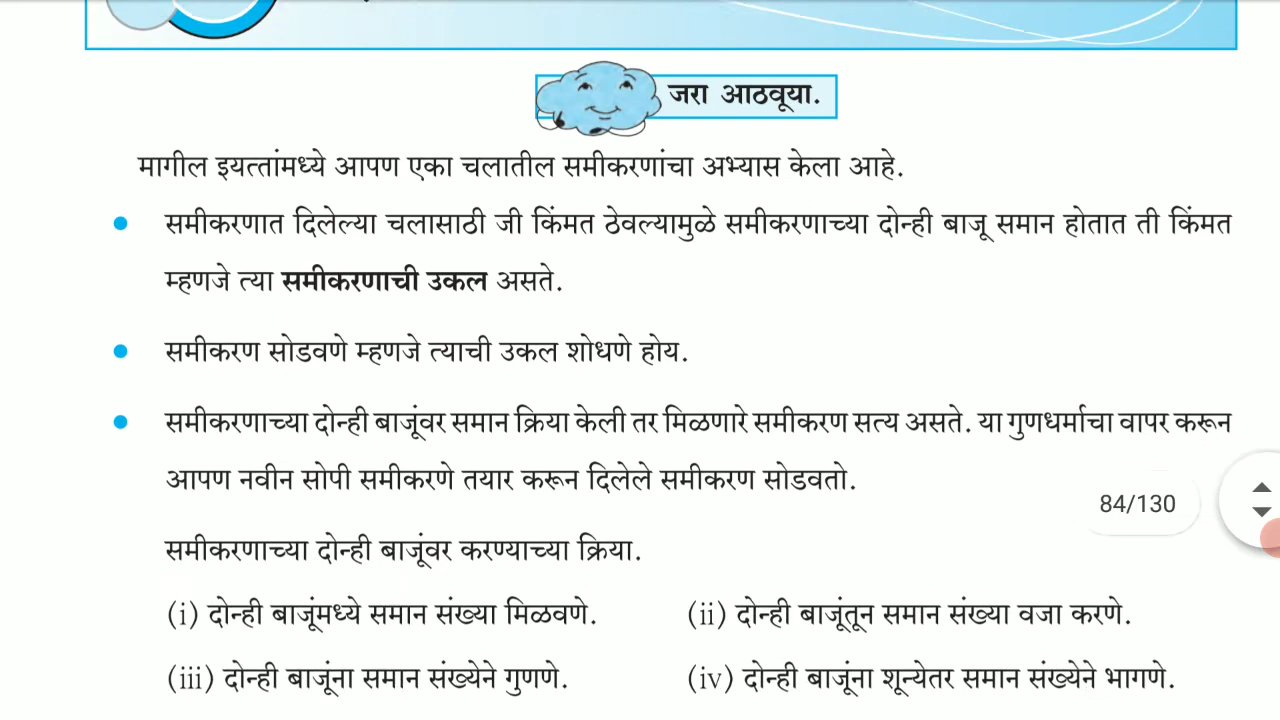 जरा आठवूया.
मागील इयत्तांमध्ये आपण एका चलातील समीकरणांचा अभ्यास केला आहे.
● समीकरणात दिलेल्या चलासाठी जी किंमत ठेवल्यामुळे समीकरणाच्या दोन्ही बाजू समान होतात ती किंमत
म्हणजे त्या समीकरणाची उकल असते.
● समीकरण सोडवणे म्हणजे त्याची उकल शोधणे होय.
● समीकरणाच्या दोन्ही बाजूंवर समान क्रिया केली तर मिळणारे समीकरण सत्य असते. या गुणधर्माचा वापर करून
आपण नवीन सोपी समीकरणे तयार करून दिलेले समीकरण सोडवतो.
84/130
समीकरणाच्या दोन्ही बाजूंवर करण्याच्या क्रिया.
(i) दोन्ही बाजूंमध्ये समान संख्या मिळवणे. (ii) दोन्ही बाजूंतून समान संख्या वजा करणे.
(iii) दोन्ही बाजूंना समान संख्येने गुणणे. (iv) दोन्ही बाजूंना शून्येतर समान संख्येने भागणे.